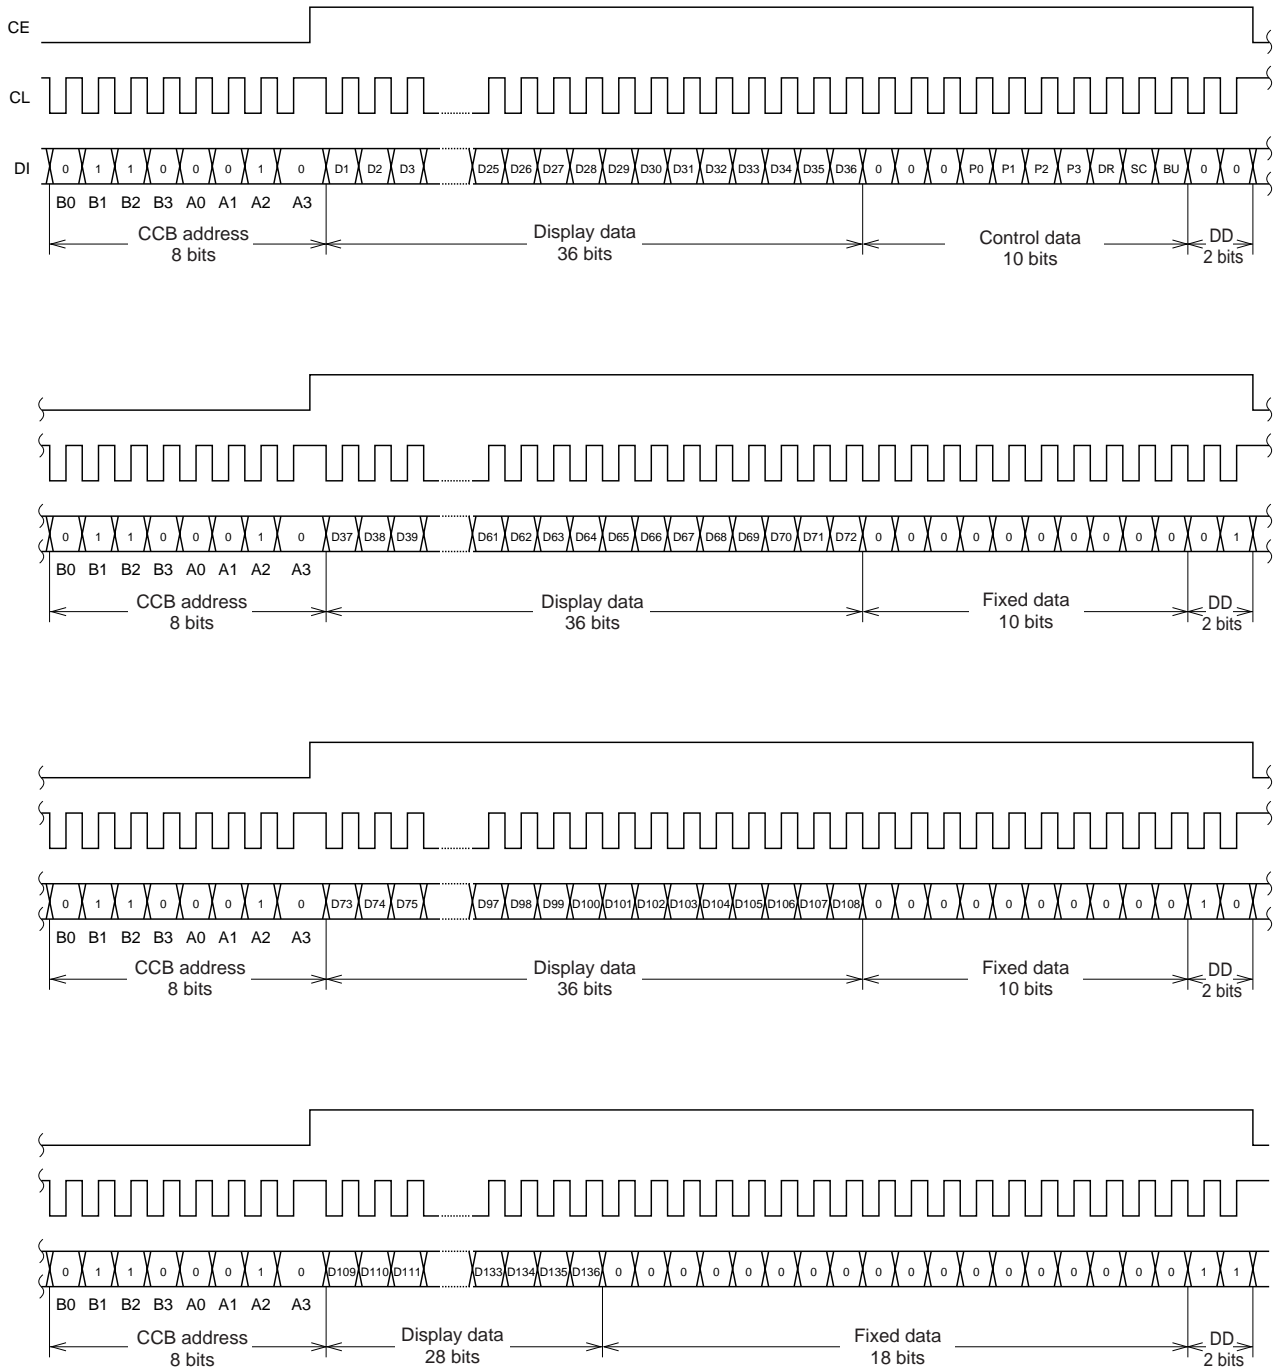 CE
CL
DI 0 1 1 0 0 0 1 0 D1 D2 D3 D25 D26 D27 D28 D29 D30 D31 D32 D33 D34 D35 D36 0 0 0 P0 P1 P2 P3 DR SC BU 0 0
B0 B1 B2 B3 A0 A1 A2 A3
CCB address Display data Control data DD
8 bits 36 bits 10 bits 2 bits
0 1 1 0 0 0 1 0 D37 D38 D39 D61 D62 D63 D64 D65 D66 D67 D68 D69 D70 D71 D72 0 0 0 0 0 0 0 0 0 0 0 1
B0 B1 B2 B3 A0 A1 A2 A3
CCB address Display data Fixed data DD
8 bits 36 bits 10 bits 2 bits
0 1 1 0 0 0 1 0 D73 D74 D75 D97 D98 D99 D100 D101 D102 D103 D104 D105 D106 D107 D108 0 0 0 0 0 0 0 0 0 0 1 0
B0 B1 B2 B3 A0 A1 A2 A3
CCB address Display data Fixed data DD
8 bits 36 bits 10 bits 2 bits
0 1 1 0 0 0 1 0 D109 D110 D111 D133 D134 D135 D136 0 0 0 0 0 0 0 0 0 0 0 0 0 0 0 0 0 0 1 1
B0 B1 B2 B3 A0 A1 A2 A3
CCB address Display data Fixed data DD
8 bits 28 bits 18 bits 2 bits